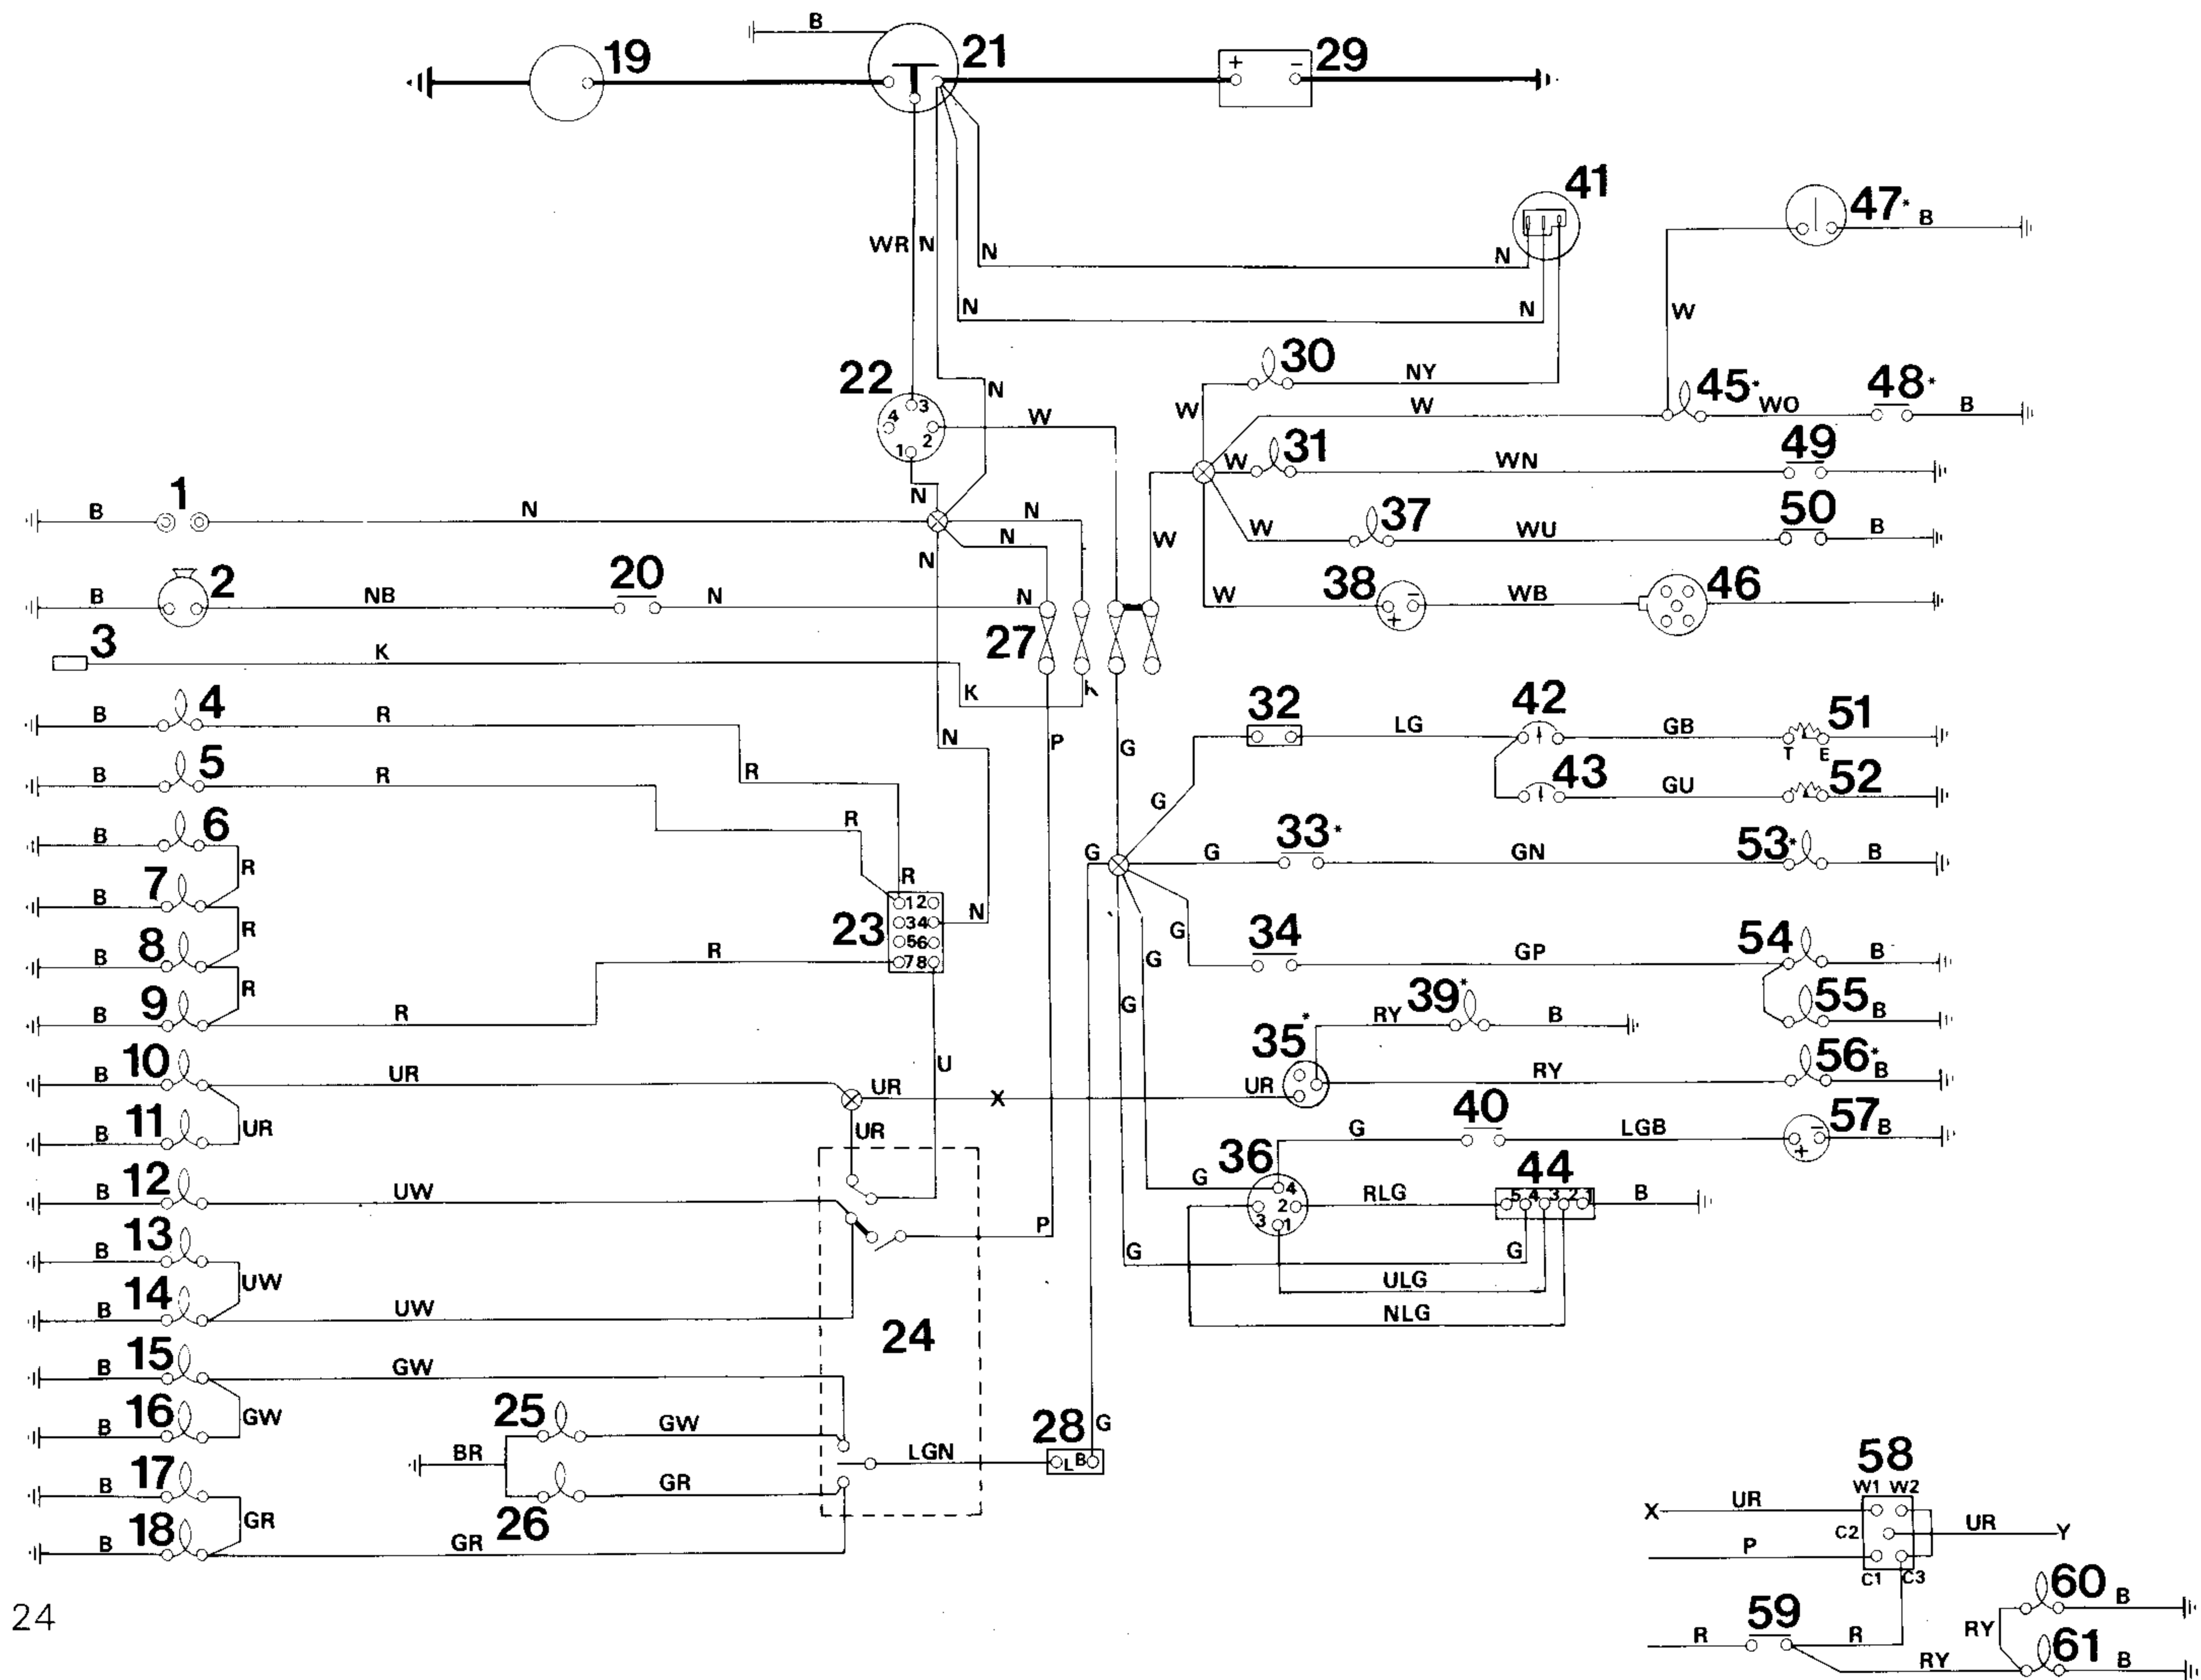 B
19 21 29
+ −
41
47*
B
WR N N N
W
N N
30
22 NY
N 45* 48*
W W WO B
3 W
4
2
1 31 49
W WN
1 N
B N N 37 50
N W WU B
N W
2 20 38 46
B NB N N W WB
− +
27
3
K
K
4 32 42 51
B R LG GB
N P G T E
5 R 43 52
B R GU
G
6 R
B 33* 53*
R G G GN B
7 R
B 12
N
23 34
56
8 R G 34 GP 54 B
B 78
R R G
9 39* 55
B R G RY B B
35*
10 U 56*
B UR UR X UR RY B
40
11 UR 57
B UR G LGB B
− +
36 44
12 G 4
B UW RLG 5 4 3 2 1 B
2
3 1
13 P
B G G
UW
14 ULG
B UW
NLG
24
15
B GW
16 25
B GW GW 28 G
BR LGN L B
58
17 GR W1 W2
B X UR
26 C2 UR Y
GR P
18
B GR C1 C3
60 B
24 59
R R RY
61
RY B